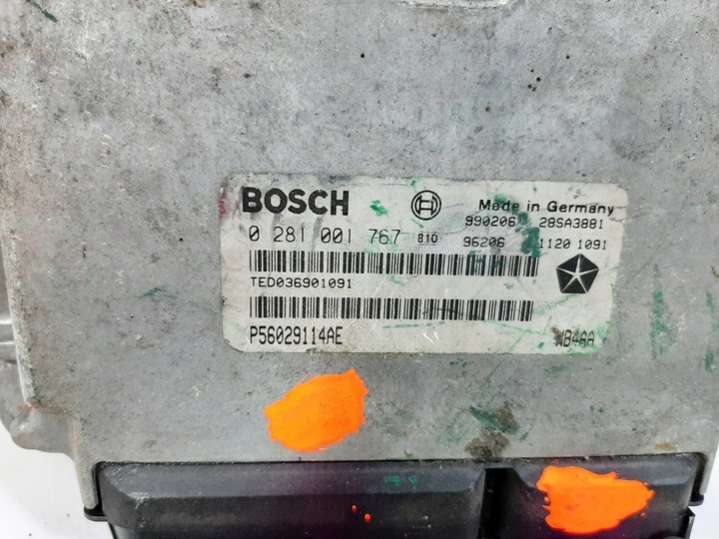 BOSCH
Made in Germany
990206 28SA3881
0 281 001 767 810 96206 1120 1091
TED036901091
P56029114AE WB4AA